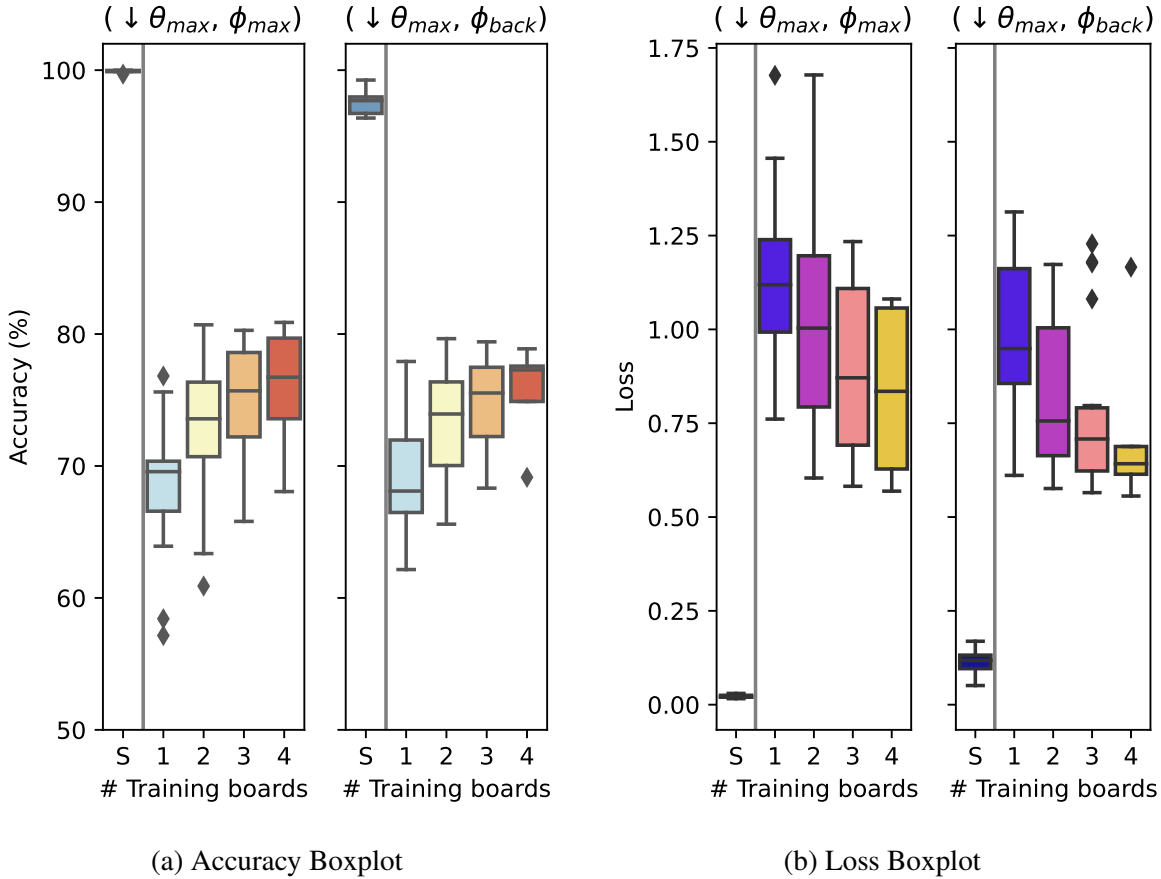 (↓θmax, ϕmax)
(↓θmax, ϕback)
Accuracy (%)
100
90
80
70
60
50
S 1 2 3 4
# Training boards
S 1 2 3 4
# Training boards
(a) Accuracy Boxplot
(↓θmax, ϕmax)
(↓θmax, ϕback)
Loss
1.75
1.50
1.25
1.00
0.75
0.50
0.25
0.00
S 1 2 3 4
# Training boards
S 1 2 3 4
# Training boards
(b) Loss Boxplot